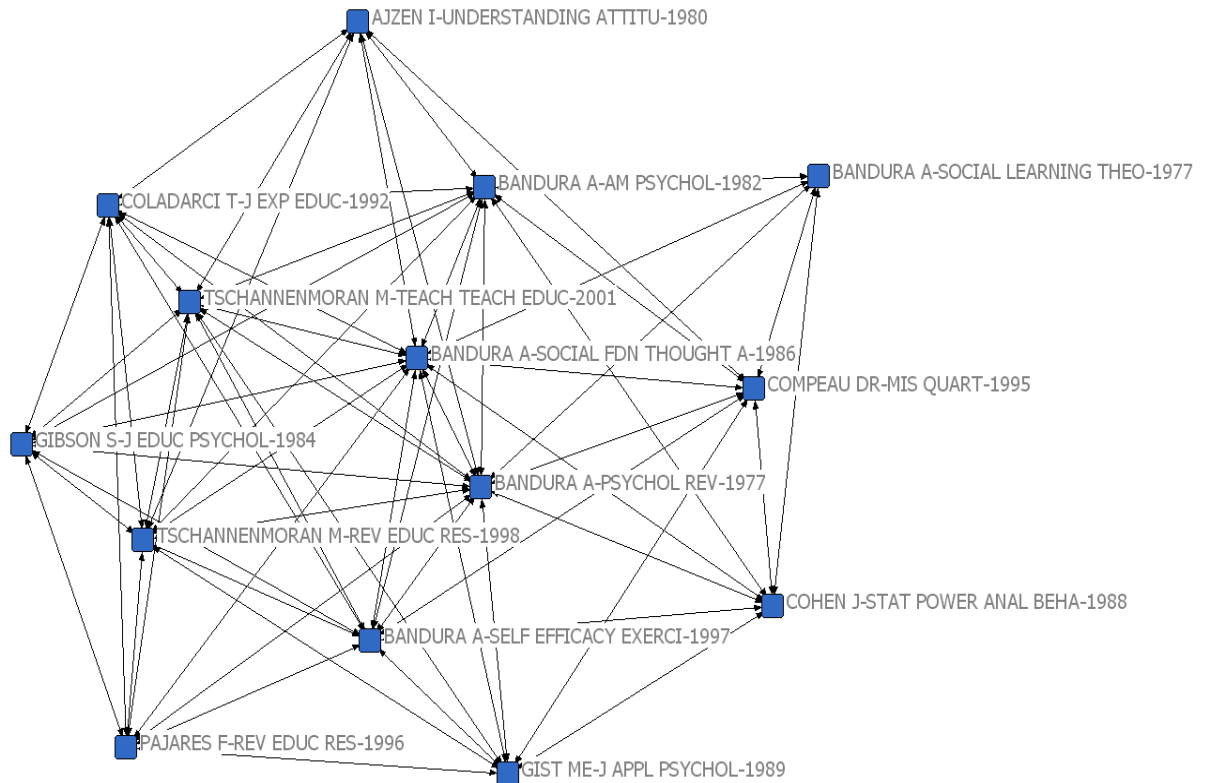 AJZEN I-UNDERSTANDING ATTITU-1980
BANDURA A-SOCIAL LEARNING THEO-1977
BANDURA A-AM PSYCHOL-1982
COLADARCI T-J EXP EDUC-1992
TSCHANNENMORAN M-TEACH TEACH EDUC-2001
BANDURA A-SOCIAL FDN THOUGHT A-1986
COMPEAU DR-MIS QUART-1995
GIBSON S-J EDUC PSYCHOL-1984
BANDURA A-PSYCHOL REV-1977
TSCHANNENMORAN M-REV EDUC RES-1998
COHEN J-STAT POWER ANAL BEHA-1988
BANDURA A-SELF EFFICACY EXERCI-1997
PAJARES F-REV EDUC RES-1996
GIST ME-J APPL PSYCHOL-1989